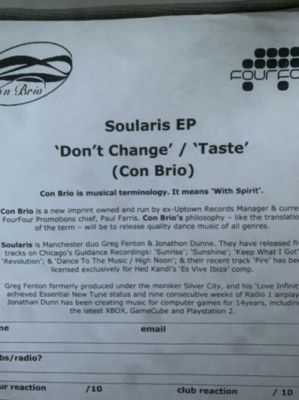 n Brio
fourfo
Soularis EP
'Don't Change' / 'Taste'
(Con Brio)
Con Brio is musical terminology. It means 'With Spirit'.
Con Brio is a new imprint owned and run by ex-Uptown Records Manager & curre
FourFour Promotions chief, Paul Farris. Con Brio's philosophy – like the translation
of the term – will be to release quality dance music of all genres.
Soularis is Manchester duo Greg Fenton & Jonathon Dunne. They have released fi
tracks on Chicago's Guidance Recordings: 'Sunrise'; 'Sunshine'; 'Keep What I Got'
'Revolution'; & 'Dance To The Music / High Noon'; & their recent track 'Fire' has been
licensed exclusively for Hed Kandi's 'Es Vive Ibiza' comp.
Greg Fenton formerly produced under the moniker Silver City, and his 'Love Infinity
achieved Essential New Tune status and nine consecutive weeks of Radio 1 airplay
Jonathan Dunn has been creating music for computer games for 14years, including
the latest XBOX, GameCube and Playstation 2.
me email
bs/radio?
ur reaction /10 club reaction /10